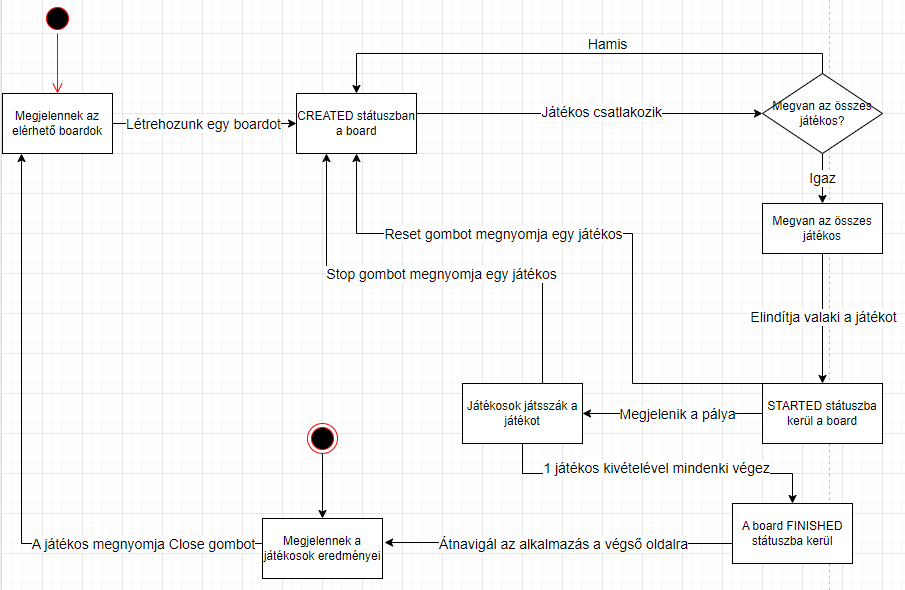 Hamis
Megjelennek az
elérhető boardok
Létrehozunk egy boardot
CREATED státuszban
a board
Játékos csatlakozik
Megvan az összes
játékos?
Igaz
Megvan az összes
játékos
Reset gombot megnyomja egy játékos
Stop gombot megnyomja egy játékos
Elindítja valaki a játékot
Játékosok játsszák a
játékot
Megjelenik a pálya
STARTED státuszba
kerül a board
1 játékos kivételével mindenki végez
A board FINISHED
státuszba kerül
Átnavigál az alkalmazás a végső oldalra
Megjelennek a
játékosok eredményei
A játékos megnyomja Close gombot